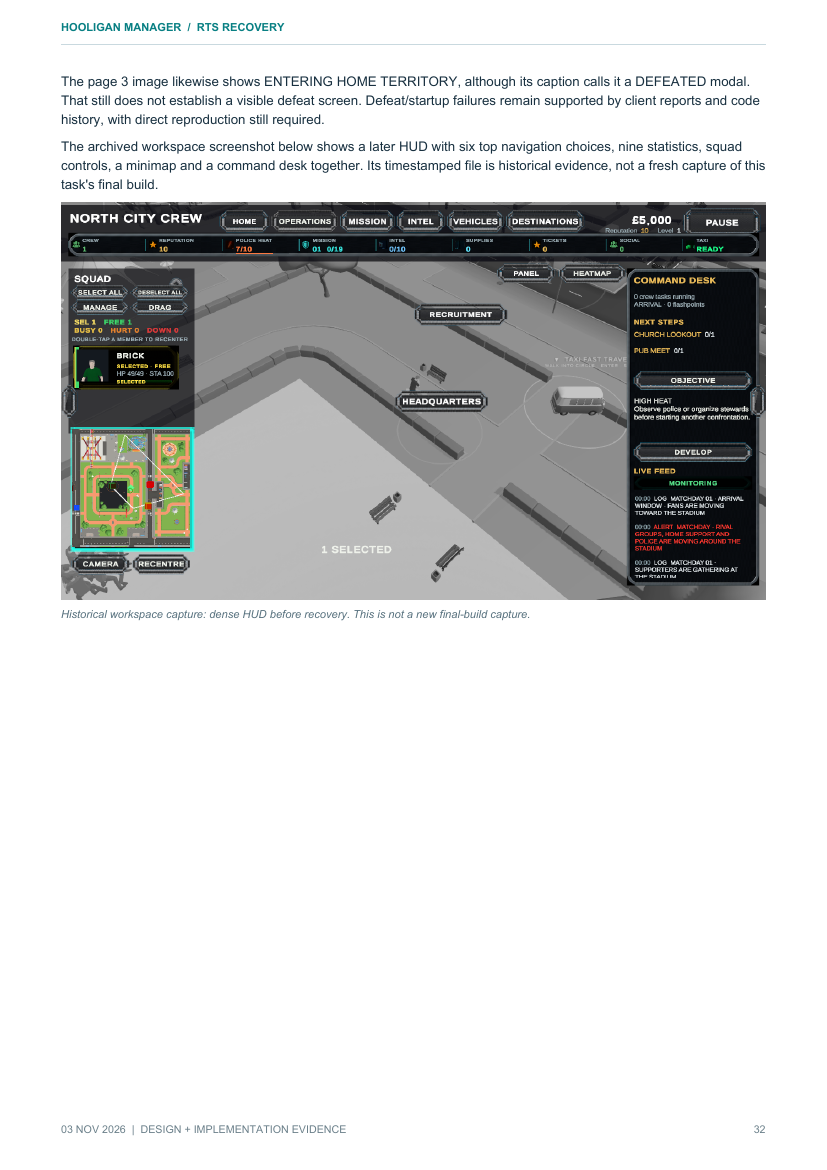 HOOLIGAN MANAGER / RTS RECOVERY
The page 3 image likewise shows ENTERING HOME TERRITORY, although its caption calls it a DEFEATED modal.
That still does not establish a visible defeat screen. Defeat/startup failures remain supported by client reports and code
history, with direct reproduction still required.
The archived workspace screenshot below shows a later HUD with six top navigation choices, nine statistics, squad
controls, a minimap and a command desk together. Its timestamped file is historical evidence, not a fresh capture of this
task's final build.
NORTH CITY CREW
HOME
OPERATIONS
MISSION
INTEL
VEHICLES
DESTINATIONS
£5,000
Reputation 10 Level 1
PAUSE
CREW
1
REPUTATION
10
POLICE HEAT
7/10
MISSION
01 0/19
INTEL
0/10
SUPPLIES
0
TICKETS
0
SOCIAL
0
TAXI
READY
SQUAD
SELECT ALL
DESELECT ALL
MANAGE
DRAG
SEL 1 FREE 1
BUSY 0 HURT 0 DOWN 0
DOUBLE-TAP A MEMBER TO RECENTER
BRICK
SELECTED · FREE
HP 49/49 · STA 100
SELECTED
CAMERA
RECENTRE
PANEL
HEATMAP
RECRUITMENT
HEADQUARTERS
TAXI FAST TRAVE
1 SELECTED
COMMAND DESK
0 crew tasks running
ARRIVAL · 0 flashpoints
NEXT STEPS
CHURCH LOOKOUT 0/1
PUB MEET 0/1
OBJECTIVE
HIGH HEAT
Observe police or organize stewards
before starting another confrontation.
DEVELOP
LIVE FEED
MONITORING
00:00 LOG MATCHDAY 01 · ARRIVAL
WINDOW · FANS ARE MOVING
TOWARD THE STADIUM
00:00 ALERT MATCHDAY · RIVAL
GROUPS, HOME SUPPORT AND
POLICE ARE MOVING AROUND THE
STADIUM
00:00 LOG MATCHDAY 01 ·
SUPPORTERS ARE GATHERING AT
THE STADIUM
Historical workspace capture: dense HUD before recovery. This is not a new final-build capture.
03 NOV 2026 | DESIGN + IMPLEMENTATION EVIDENCE
32